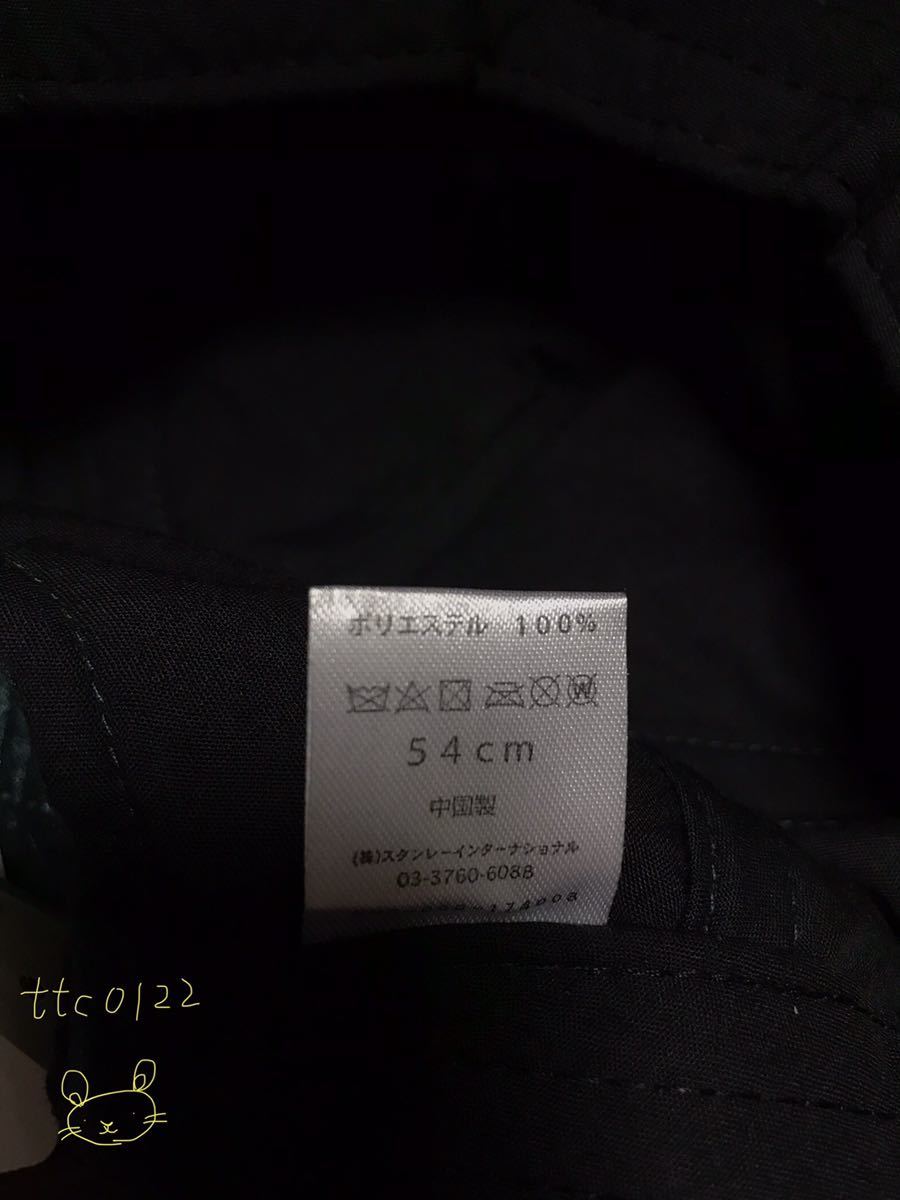 ポリエステル 100%
54cm
中国製
(株)スタンレーインターナショナル
03-3760-6088
ttc0122